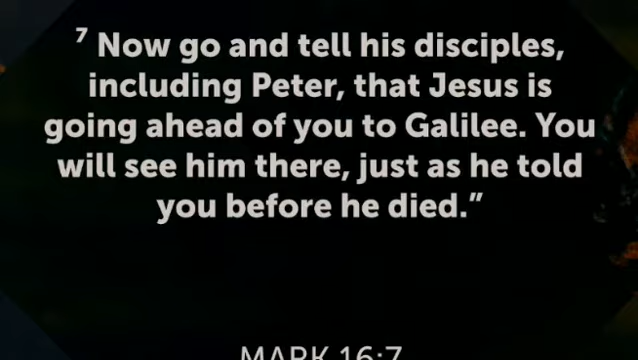 ⁷ Now go and tell his disciples,
including Peter, that Jesus is
going ahead of you to Galilee. You
will see him there, just as he told
you before he died.”
MARK 16:7